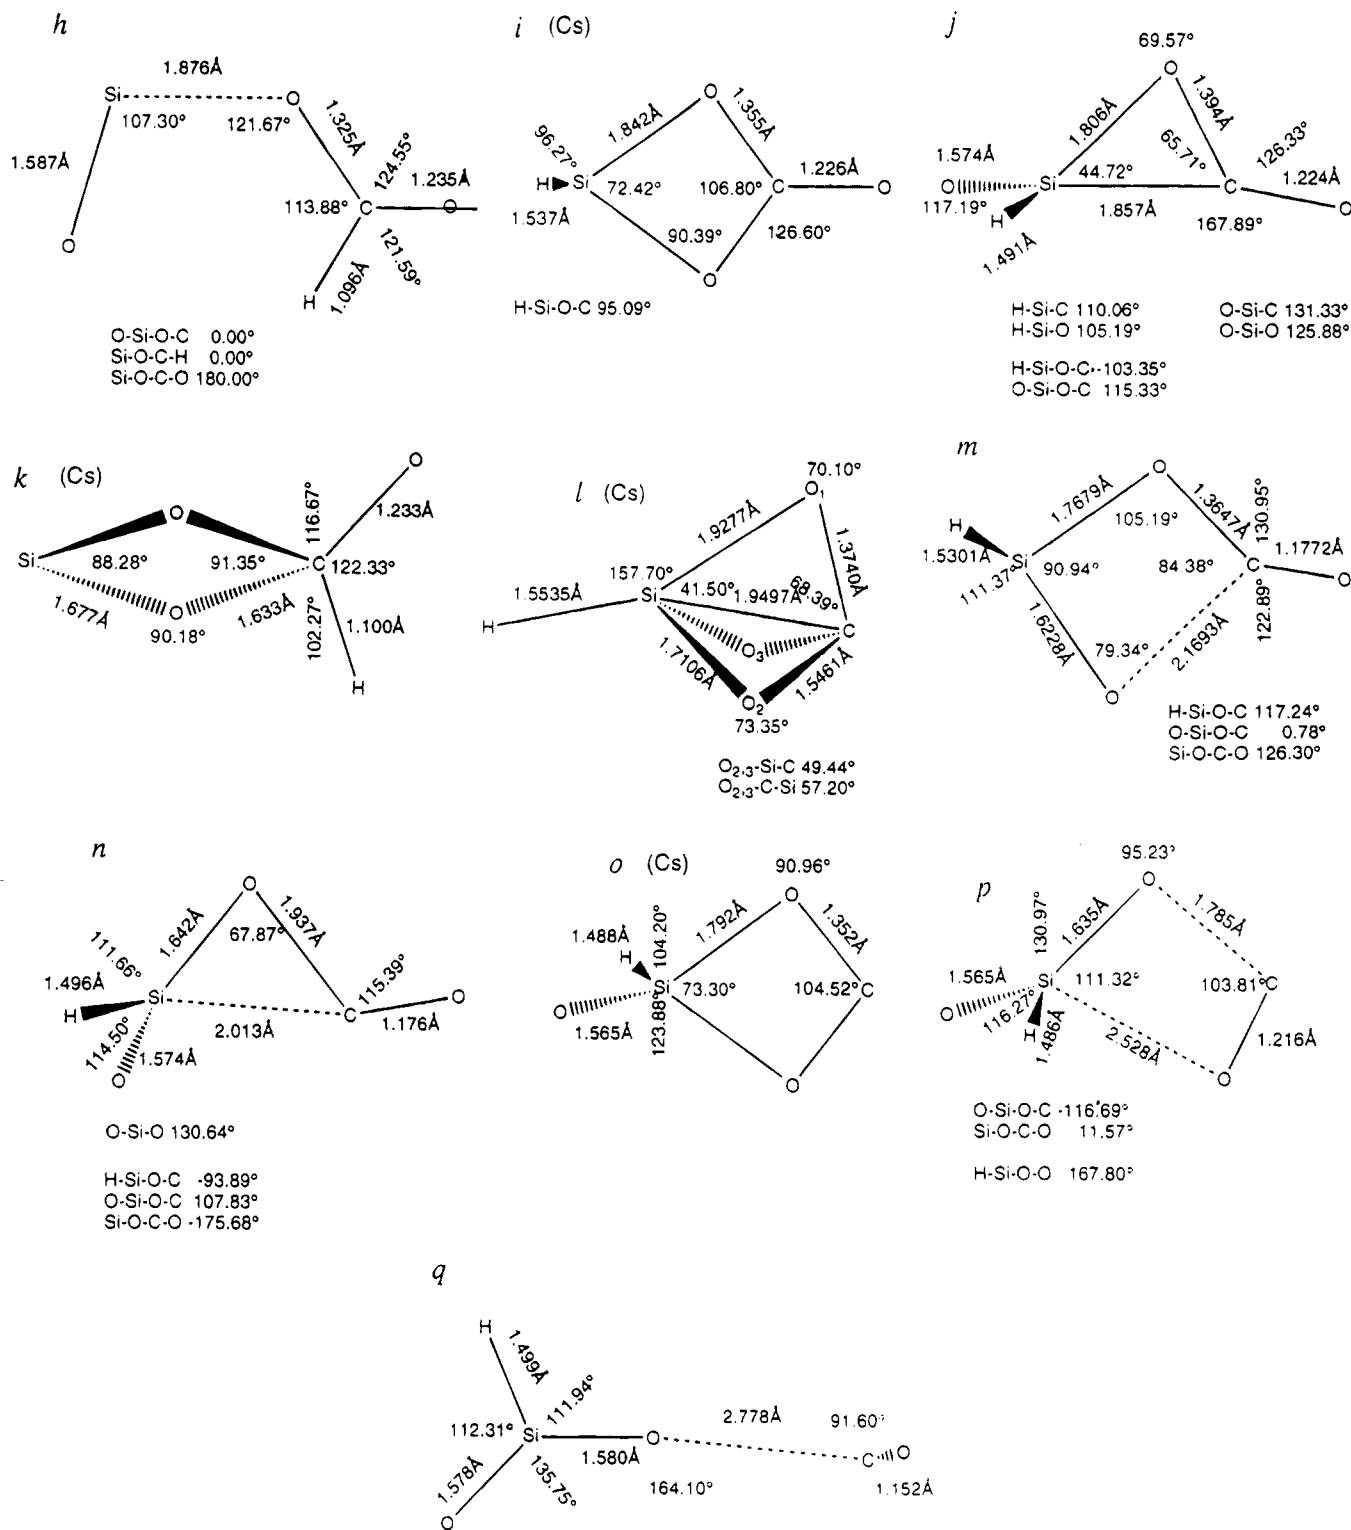 h
1.876Å
Si
O
107.30°
121.67°
1.325Å
124.55°
1.235Å
1.587Å
113.88°
C
O
O
121.59°
H
1.096Å
O-Si-O-C 0.00°
Si-O-C-H 0.00°
Si-O-C-O 180.00°
i (Cs)
O
1.842Å
1.355Å
96.27°
H
Si
72.42°
106.80°
C
1.226Å
O
1.537Å
90.39°
126.60°
O
H-Si-O-C 95.09°
j
69.57°
O
1.806Å
1.394Å
65.71°
126.33°
1.574Å
O
Si
44.72°
C
1.224Å
O
117.19°
H
1.857Å
167.89°
1.491Å
H-Si-C 110.06° O-Si-C 131.33°
H-Si-O 105.19° O-Si-O 125.88°
H-Si-O-C -103.35°
O-Si-O-C 115.33°
k (Cs)
O
O
116.67°
1.233Å
Si
88.28°
91.35°
C
122.33°
1.677Å
O
1.633Å
90.18°
102.27°
1.100Å
H
l (Cs)
70.10°
O1
1.9277Å
1.3740Å
157.70°
Si
41.50°
1.9497Å
68.39°
1.5535Å
H
O3
C
1.7106Å
O2
1.5461Å
73.35°
O2,3-Si-C 49.44°
O2,3-C-Si 57.20°
m
O
1.7679Å
1.3647Å
130.95°
H
105.19°
1.5301Å
Si
111.37°
90.94°
84.38°
C
1.1772Å
O
1.6228Å
79.34°
2.1693Å
122.89°
O
H-Si-O-C 117.24°
O-Si-O-C 0.78°
Si-O-C-O 126.30°
n
O
1.642Å
1.937Å
67.87°
111.66°
1.496Å
Si
115.39°
O
H
C
2.013Å
1.176Å
114.50°
1.574Å
O
O-Si-O 130.64°
H-Si-O-C -93.89°
O-Si-O-C 107.83°
Si-O-C-O -175.68°
o (Cs)
90.96°
O
1.792Å
1.352Å
1.488Å
104.20°
H
Si
73.30°
104.52°
C
O
1.565Å
123.88°
O
p
95.23°
O
130.97°
1.635Å
1.785Å
1.565Å
Si
111.32°
103.81°
C
O
116.27°
H
1.486Å
2.528Å
1.216Å
O
O-Si-O-C -116.69°
Si-O-C-O 11.57°
H-Si-O-O 167.80°
q
H
1.499Å
111.94°
112.31°
Si
O
2.778Å
91.60°
1.580Å
C
O
1.578Å
135.75°
164.10°
1.152Å
O